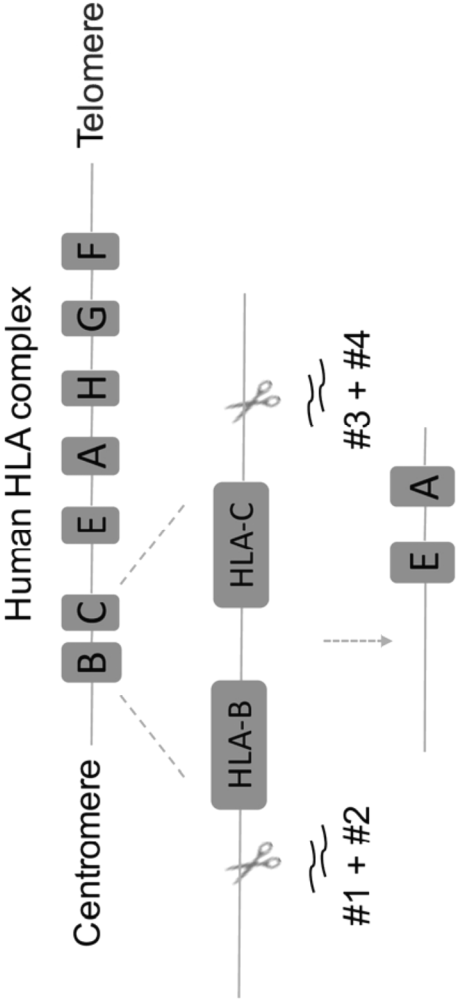 Human HLA complex
Centromere B C E A H G F Telomere
HLA-B HLA-C
#1 + #2 #3 + #4
E A